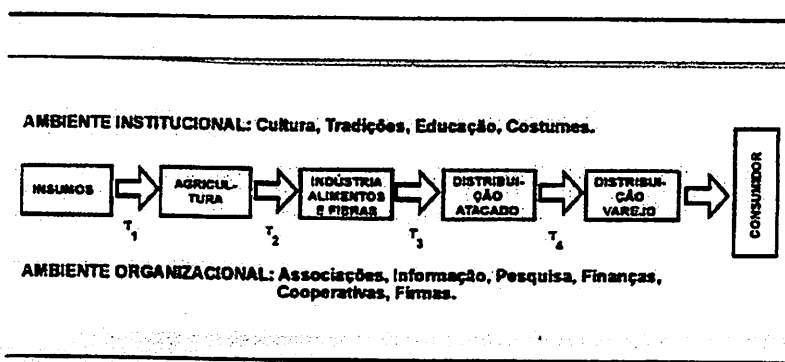 AMBIENTE INSTITUCIONAL: Cultura, Tradições, Educação, Costumes.
INSUMOS
AGRICUL-
TURA
INDÚSTRIA
ALIMENTOS
E FIBRAS
DISTRIBUI-
ÇÃO
ATACADO
DISTRIBUI-
ÇÃO
VAREJO
CONSUMIDOR
T1
T2
T3
T4
AMBIENTE ORGANIZACIONAL: Associações, Informação, Pesquisa, Finanças,
Cooperativas, Firmas.